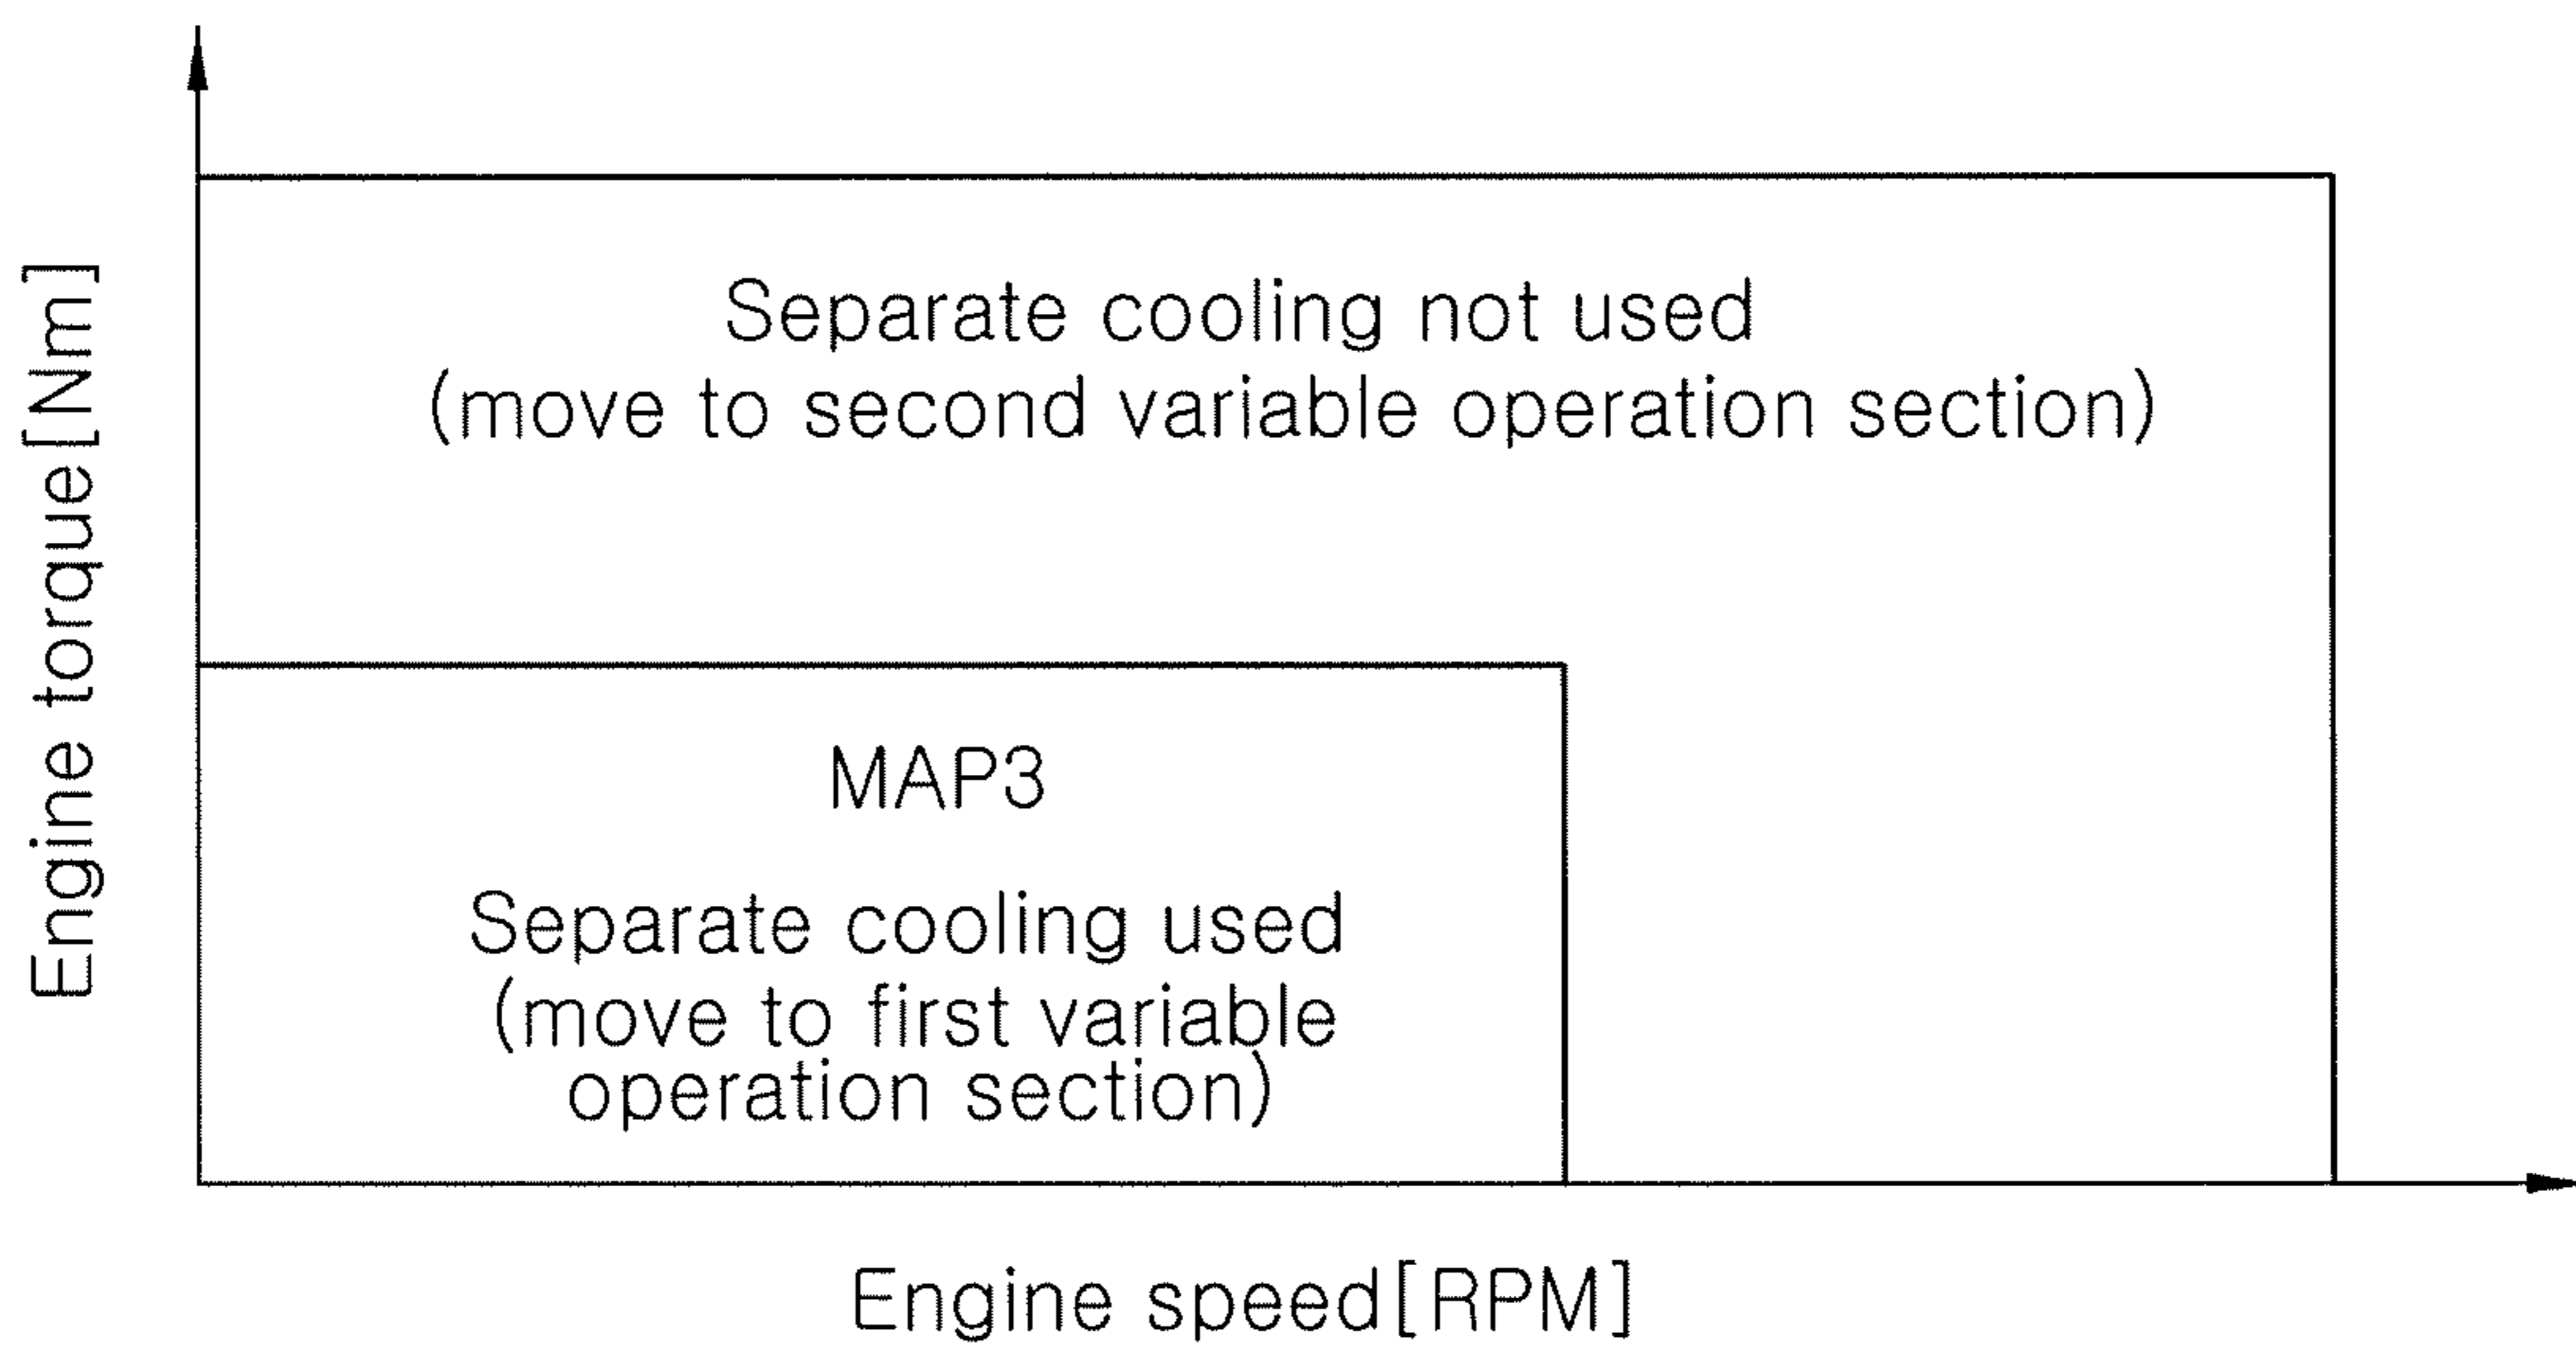 Engine torque[Nm]
Separate cooling not used
(move to second variable operation section)
MAP3
Separate cooling used
(move to first variable
operation section)
Engine speed[RPM]